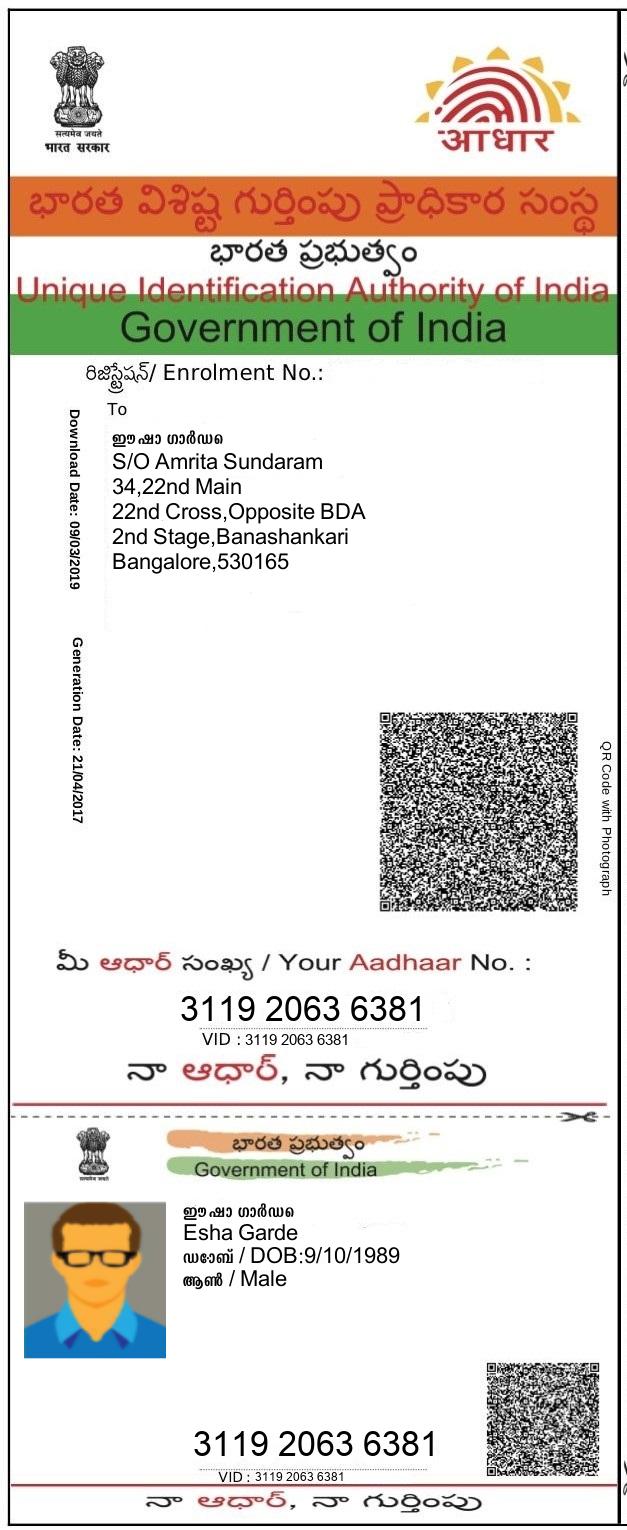 सत्यमेव जयते
भारत सरकार
आधार
భారత విశిష్ట గుర్తింపు ప్రాధికార సంస్థ
భారత ప్రభుత్వం
Unique Identification Authority of India
Government of India
రిజిస్ట్రేషన్/ Enrolment No.:
To
ഈഷാ ഗാർഡെ
S/O Amrita Sundaram
34,22nd Main
22nd Cross,Opposite BDA
2nd Stage,Banashankari
Bangalore,530165
Download Date: 09/03/2019
Generation Date: 21/04/2017
QR Code with Photograph
మీ ఆధార్ సంఖ్య / Your Aadhaar No. :
3119 2063 6381
VID : 3119 2063 6381
నా ఆధార్, నా గుర్తింపు
భారత ప్రభుత్వం
Government of India
सत्यमेव जयते
ഈഷാ ഗാർഡെ
Esha Garde
ഡോബ് / DOB:9/10/1989
ആൺ / Male
3119 2063 6381
VID : 3119 2063 6381
నా ఆధార్, నా గుర్తింపు